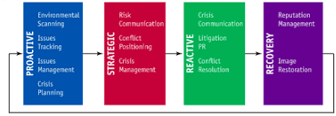 PROACTIVE
Environmental
Scanning
Issues
Tracking
Issues
Management
Crisis
Planning
STRATEGIC
Risk
Communication
Conflict
Positioning
Crisis
Management
REACTIVE
Crisis
Communication
Litigation
PR
Conflict
Resolution
RECOVERY
Reputation
Management
Image
Restoration